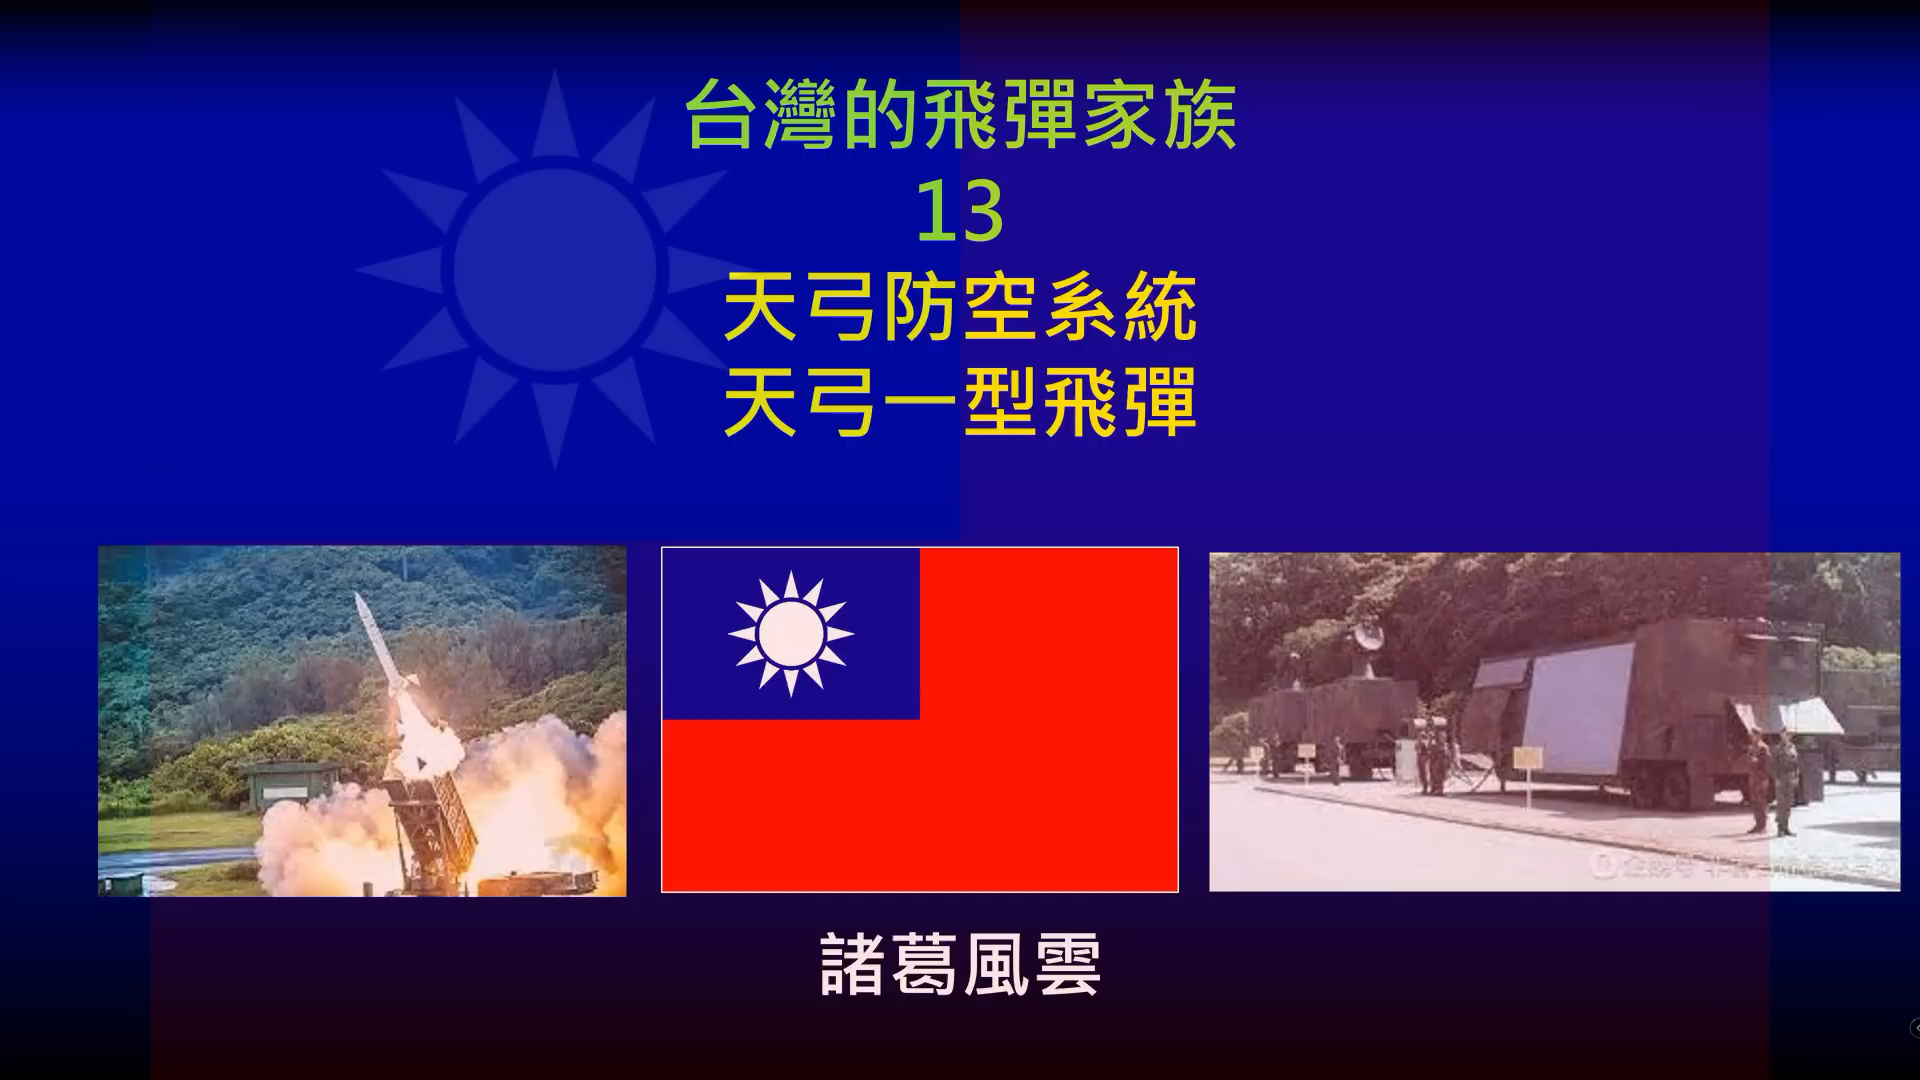 台灣的飛彈家族
13
天弓防空系統
天弓一型飛彈
諸葛風雲